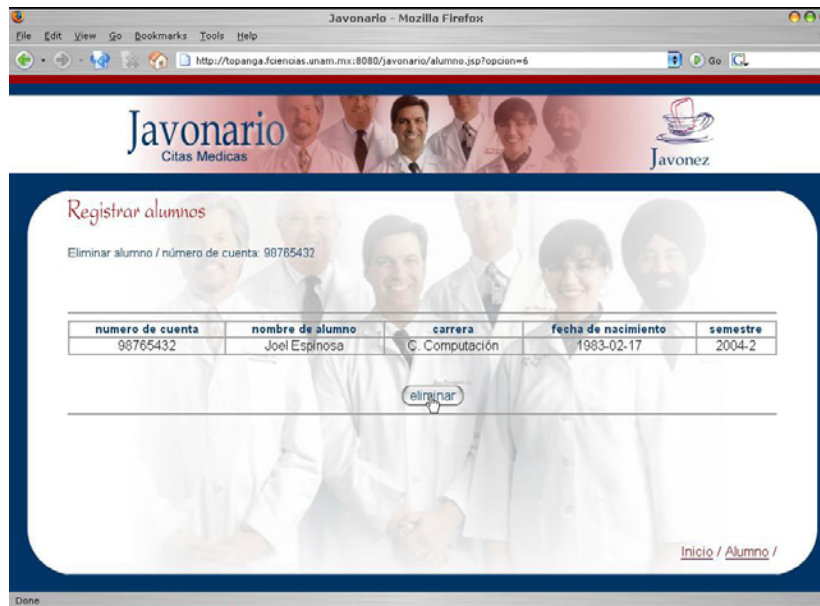 Javonario - Mozilla Firefox
File Edit View Go Bookmarks Tools Help
http://topanga.fciencias.unam.mx:8080/javonario/alumno.jsp?opcion=6 Go
Javonario
Citas Medicas
Javonez
Registrar alumnos
Eliminar alumno / número de cuenta: 98765432
numero de cuenta nombre de alumno carrera fecha de nacimiento semestre
98765432 Joel Espinosa C. Computación 1983-02-17 2004-2
eliminar
Inicio / Alumno /
Done